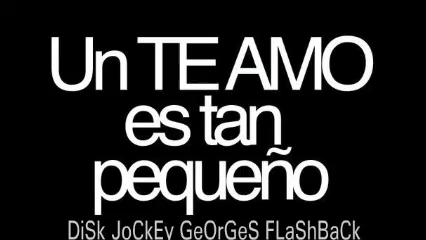 Un TE AMO
es tan
pequeño
DiSk JoCkEy GeOrGeS FLaShBaCk